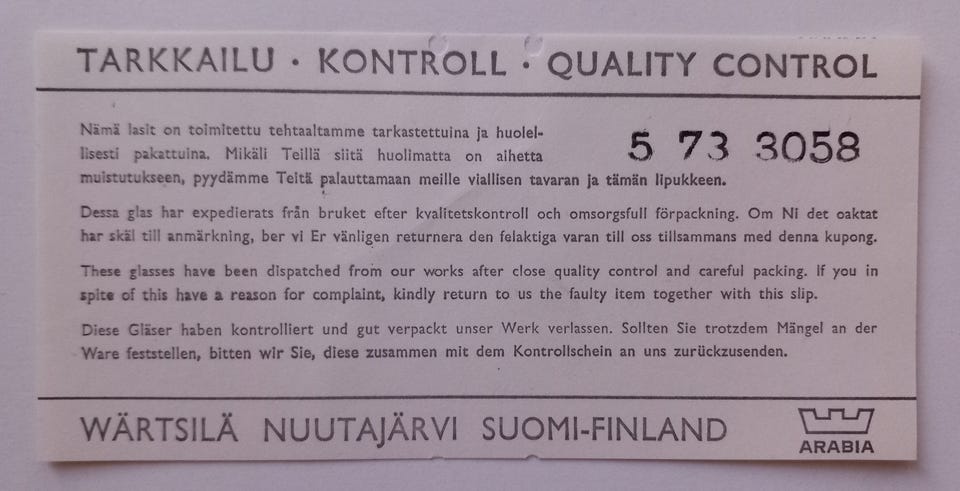 TARKKAILU · KONTROLL · QUALITY CONTROL
Nämä lasit on toimitettu tehtaaltamme tarkastettuina ja huolel-
lisesti pakattuina. Mikäli Teillä siitä huolimatta on aihetta
muistutukseen, pyydämme Teitä palauttamaan meille viallisen tavaran ja tämän lipukkeen.
5 73 3058
Dessa glas har expedierats från bruket efter kvalitetskontroll och omsorgsfull förpackning. Om Ni det oaktat
har skäl till anmärkning, ber vi Er vänligen returnera den felaktiga varan till oss tillsammans med denna kupong.
These glasses have been dispatched from our works after close quality control and careful packing. If you in
spite of this have a reason for complaint, kindly return to us the faulty item together with this slip.
Diese Gläser haben kontrolliert und gut verpackt unser Werk verlassen. Sollten Sie trotzdem Mängel an der
Ware feststellen, bitten wir Sie, diese zusammen mit dem Kontrollschein an uns zurückzusenden.
WÄRTSILÄ NUUTAJÄRVI SUOMI-FINLAND
ARABIA